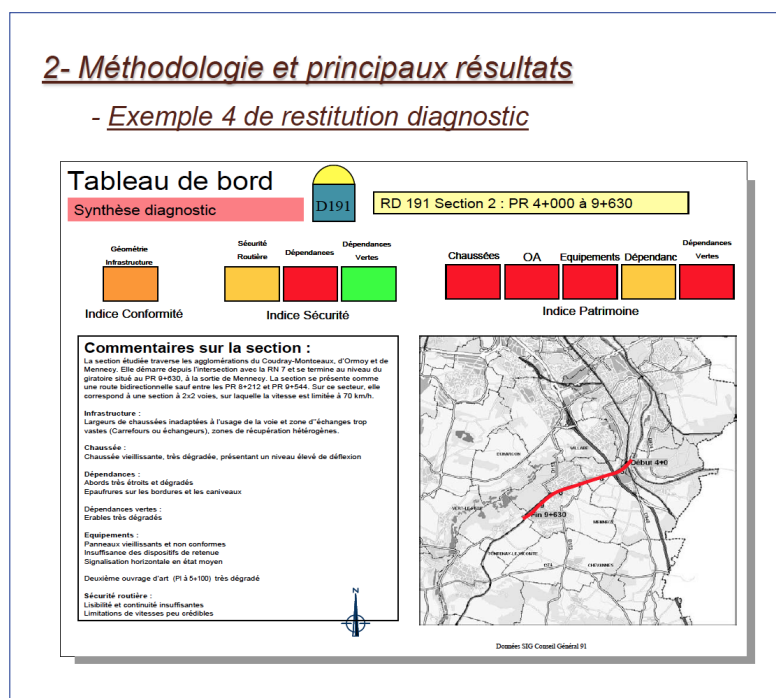 2- Méthodologie et principaux résultats
- Exemple 4 de restitution diagnostic
Tableau de bord
Synthèse diagnostic
D191
RD 191 Section 2 : PR 4+000 à 9+630
Géométrie
Infrastructure
Indice Conformité
Sécurité
Routière
Dépendances
Dépendances
Vertes
Indice Sécurité
Chaussées
OA
Equipements
Dépendanc
Dépendances
Vertes
Indice Patrimoine
Commentaires sur la section :
La section étudiée traverse les agglomérations du Coudray-Montceaux, d'Ormoy et de
Mennecy. Elle démarre depuis l'intersection avec la RN 7 et se termine au niveau du
giratoire situé au PR 9+630, à la sortie de Mennecy. La section se présente comme
une route bidirectionnelle sauf entre les PR 8+212 et PR 9+544. Sur ce secteur, elle
correspond à une section à 2x2 voies, sur laquelle la vitesse est limitée à 70 km/h.
Infrastructure :
Largeurs de chaussées inadaptées à l'usage de la voie et zone d"échanges trop
vastes (Carrefours ou échangeurs), zones de récupération hétérogènes.
Chaussée :
Chaussée vieillissante, très dégradée, présentant un niveau élevé de déflexion
Dépendances :
Abords très étroits et dégradés
Epaufrures sur les bordures et les caniveaux
Dépendances vertes :
Erables très dégradés
Equipements :
Panneaux vieillissants et non conformes
Insuffisance des dispositifs de retenue
Signalisation horizontale en état moyen
Deuxième ouvrage d'art (PI à 5+100) très dégradé
Sécurité routière :
Lisibilité et continuité insuffisantes
Limitations de vitesses peu crédibles
N
Début 4+0
Fin 9+630
MENNECY
CHEVANNES
Données SIG Conseil Général 91